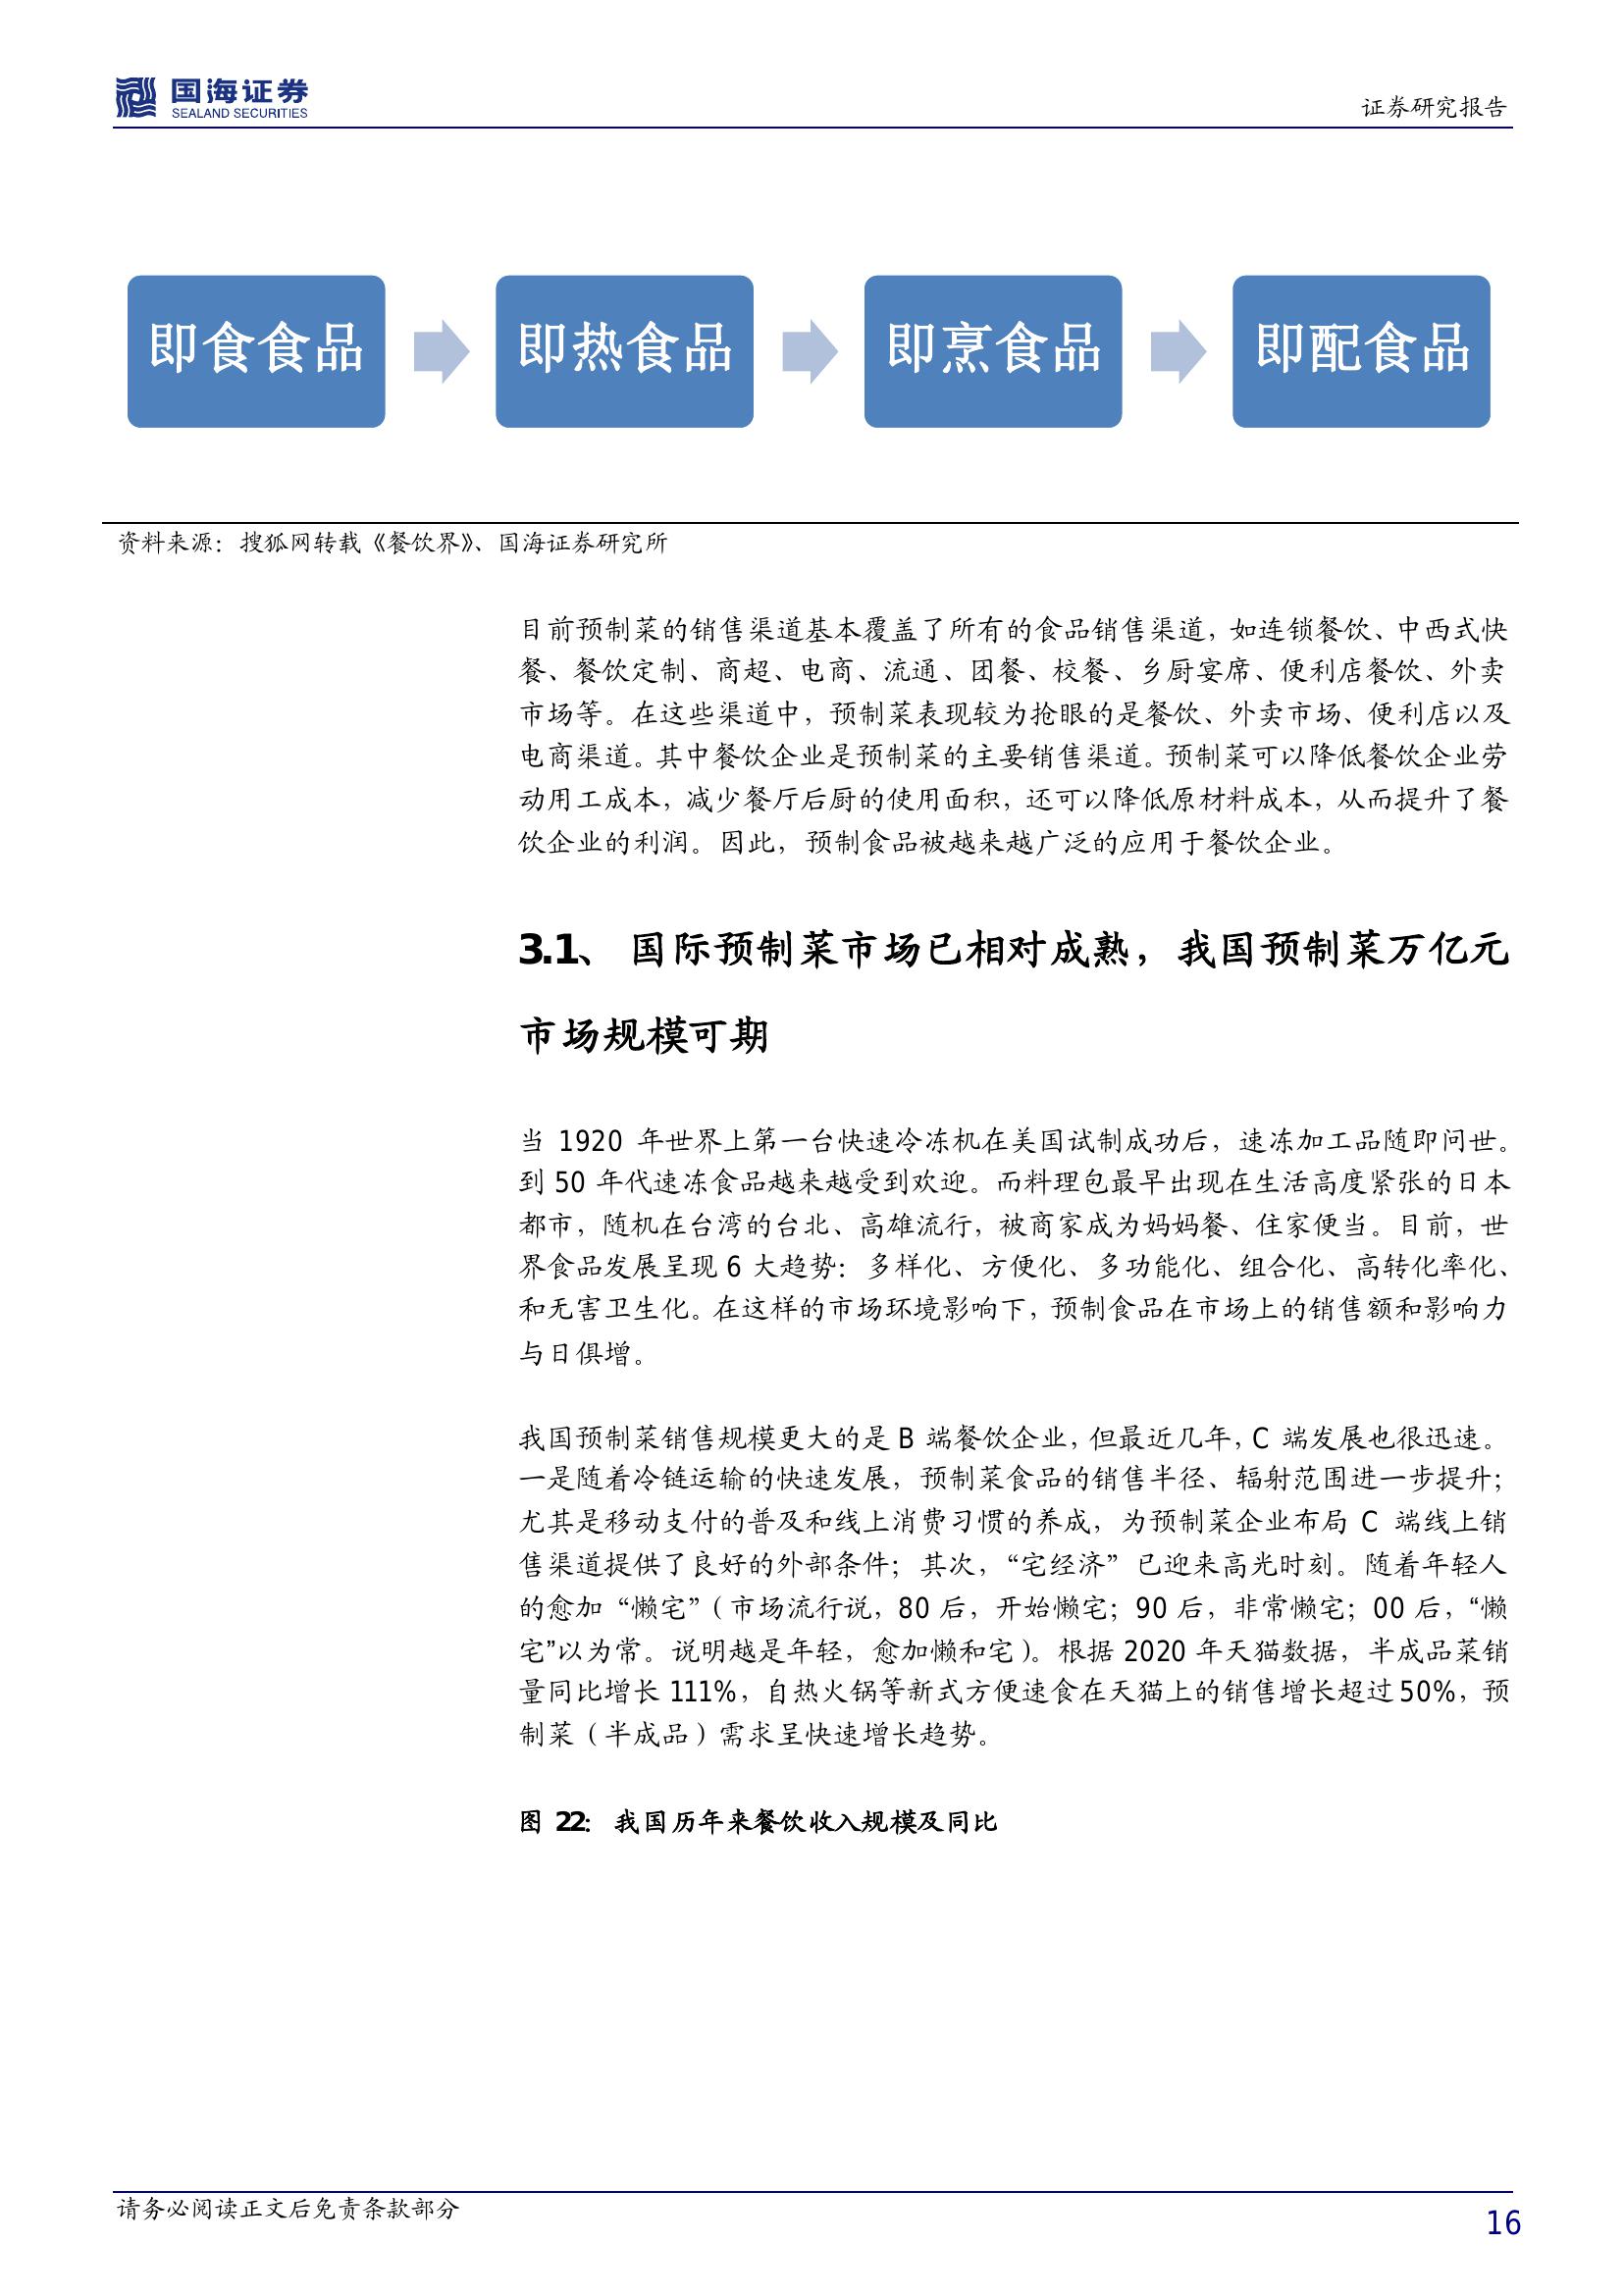 国海证券
SEALAND SECURITIES
证券研究报告
即食食品
即热食品
即烹食品
即配食品
资料来源：搜狐网转载《餐饮界》、国海证券研究所
目前预制菜的销售渠道基本覆盖了所有的食品销售渠道，如连锁餐饮、中西式快
餐、餐饮定制、商超、电商、流通、团餐、校餐、乡厨宴席、便利店餐饮、外卖
市场等。在这些渠道中，预制菜表现较为抢眼的是餐饮、外卖市场、便利店以及
电商渠道。其中餐饮企业是预制菜的主要销售渠道。预制菜可以降低餐饮企业劳
动用工成本，减少餐厅后厨的使用面积，还可以降低原材料成本，从而提升了餐
饮企业的利润。因此，预制食品被越来越广泛的应用于餐饮企业。
3.1、 国际预制菜市场已相对成熟，我国预制菜万亿元
市场规模可期
当 1920 年世界上第一台快速冷冻机在美国试制成功后，速冻加工品随即问世。
到 50 年代速冻食品越来越受到欢迎。而料理包最早出现在生活高度紧张的日本
都市，随机在台湾的台北、高雄流行，被商家成为妈妈餐、住家便当。目前，世
界食品发展呈现 6 大趋势：多样化、方便化、多功能化、组合化、高转化率化、
和无害卫生化。在这样的市场环境影响下，预制食品在市场上的销售额和影响力
与日俱增。
我国预制菜销售规模更大的是 B 端餐饮企业，但最近几年，C 端发展也很迅速。
一是随着冷链运输的快速发展，预制菜食品的销售半径、辐射范围进一步提升；
尤其是移动支付的普及和线上消费习惯的养成，为预制菜企业布局 C 端线上销
售渠道提供了良好的外部条件；其次，“宅经济”已迎来高光时刻。随着年轻人
的愈加“懒宅”（市场流行说，80 后，开始懒宅；90 后，非常懒宅；00 后，“懒
宅”以为常。说明越是年轻，愈加懒和宅）。根据 2020 年天猫数据，半成品菜销
量同比增长 111%，自热火锅等新式方便速食在天猫上的销售增长超过 50%，预
制菜（半成品）需求呈快速增长趋势。
图 22： 我国历年来餐饮收入规模及同比
请务必阅读正文后免责条款部分
16